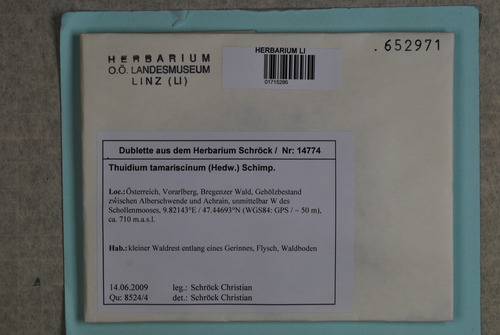 HERBARIUM
O.Ö. LANDESMUSEUM
LINZ (LI)
HERBARIUM LI
01715286
.652971
Dublette aus dem Herbarium Schröck / Nr: 14774
Thuidium tamariscinum (Hedw.) Schimp.
Loc.:Österreich, Vorarlberg, Bregenzer Wald, Gehölzbestand
zwischen Alberschwende und Achrain, unmittelbar W des
Schollenmooses, 9.82143°E / 47.44693°N (WGS84: GPS / ~ 50 m),
ca. 710 m.a.s.l.
Hab.:kleiner Waldrest entlang eines Gerinnes, Flysch, Waldboden
14.06.2009 leg.: Schröck Christian
Qu: 8524/4 det.: Schröck Christian